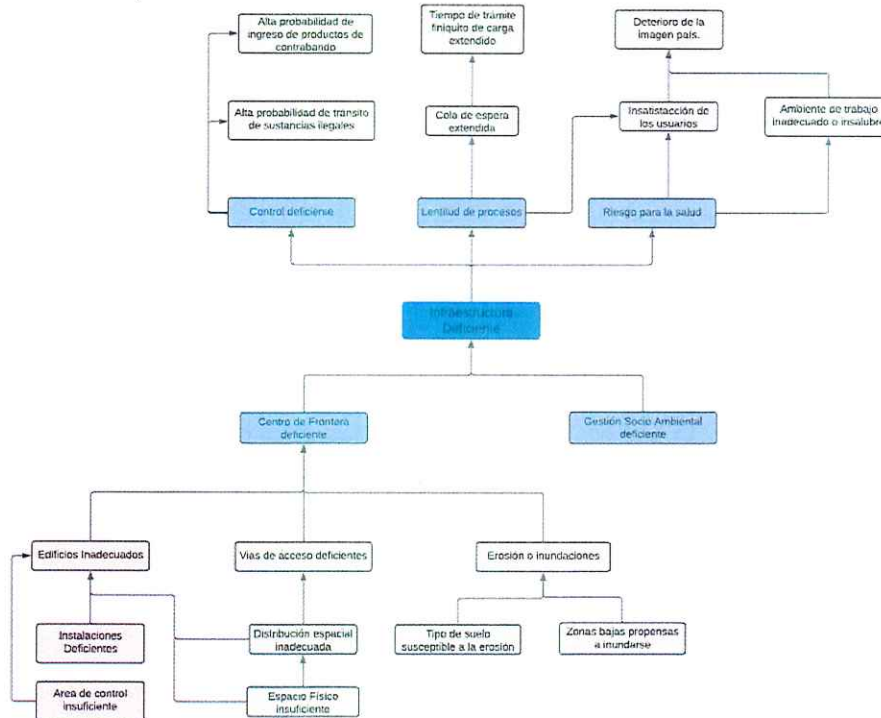 Alta probabilidad de
ingreso de productos de
contrabando
Tiempo de trámite
finiquito de carga
extendido
Deterioro de la
imagen país.
Alta probabilidad de transito
de sustancias ilegales
Cola de espera
extendida
Insatistacción de
los usuarios
Ambiente de trabajo
inadecuado o insalubre
Control deficiente
Lentitud de procesos
Riesgo para la salud
Infraestructura
Deficiente
Centro de Frontera
deficiente
Gestión Socio Ambiental
deficiente
Edificios Inadecuados
Vias de acceso deficientes
Erosión o inundaciones
Instalaciones
Deficientes
Distribución espacial
inadecuada
Tipo de suelo
susceptible a la erosión
Zonas bajas propensas
a inundarse
Area de control
insuficiente
Espacio Físico
insuficiente